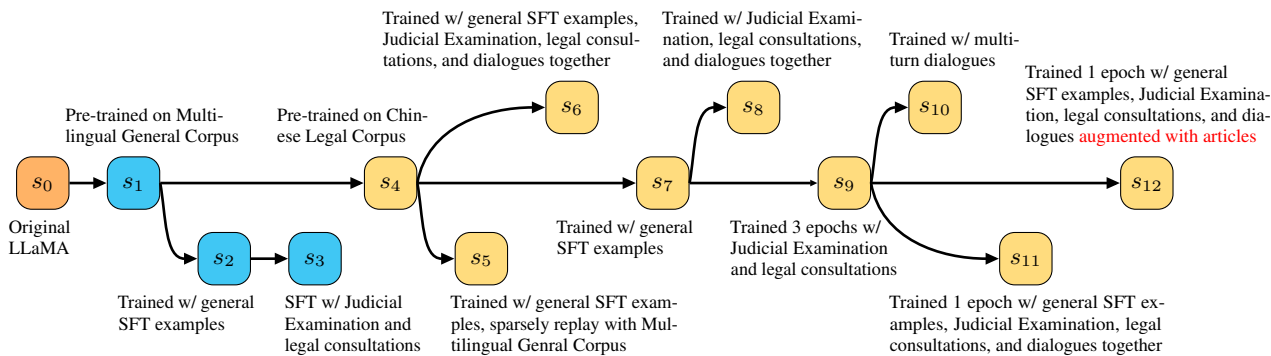 Trained w/ general SFT examples,
Judicial Examination, legal consul-
tations, and dialogues together
Trained w/ Judicial Exami-
nation, legal consultations,
and dialogues together
Trained w/ multi-
turn dialogues
Trained 1 epoch w/ general
SFT examples, Judicial Examina-
tion, legal consultations, and dia-
logues augmented with articles
Pre-trained on Multi-
lingual General Corpus
Pre-trained on Chin-
ese Legal Corpus
s6
s8
s10
s0
s1
s4
s7
s9
s12
Original
LLaMA
Trained w/ general
SFT examples
Trained 3 epochs w/
Judicial Examination
and legal consultations
s2
s3
s5
s11
Trained w/ general
SFT examples
SFT w/ Judicial
Examination and
legal consultations
Trained w/ general SFT exam-
ples, sparsely replay with Mul-
tilingual Genral Corpus
Trained 1 epoch w/ general SFT ex-
amples, Judicial Examination, legal
consultations, and dialogues together